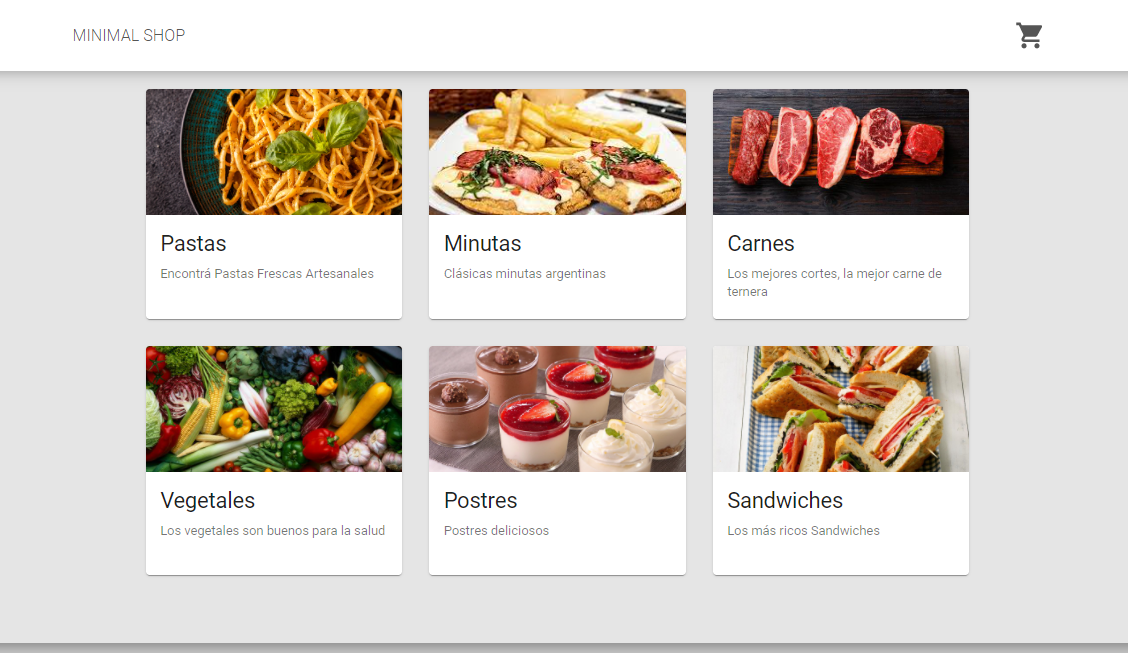 MINIMAL SHOP
Pastas
Encontrá Pastas Frescas Artesanales
Minutas
Clásicas minutas argentinas
Carnes
Los mejores cortes, la mejor carne de
ternera
Vegetales
Los vegetales son buenos para la salud
Postres
Postres deliciosos
Sandwiches
Los más ricos Sandwiches